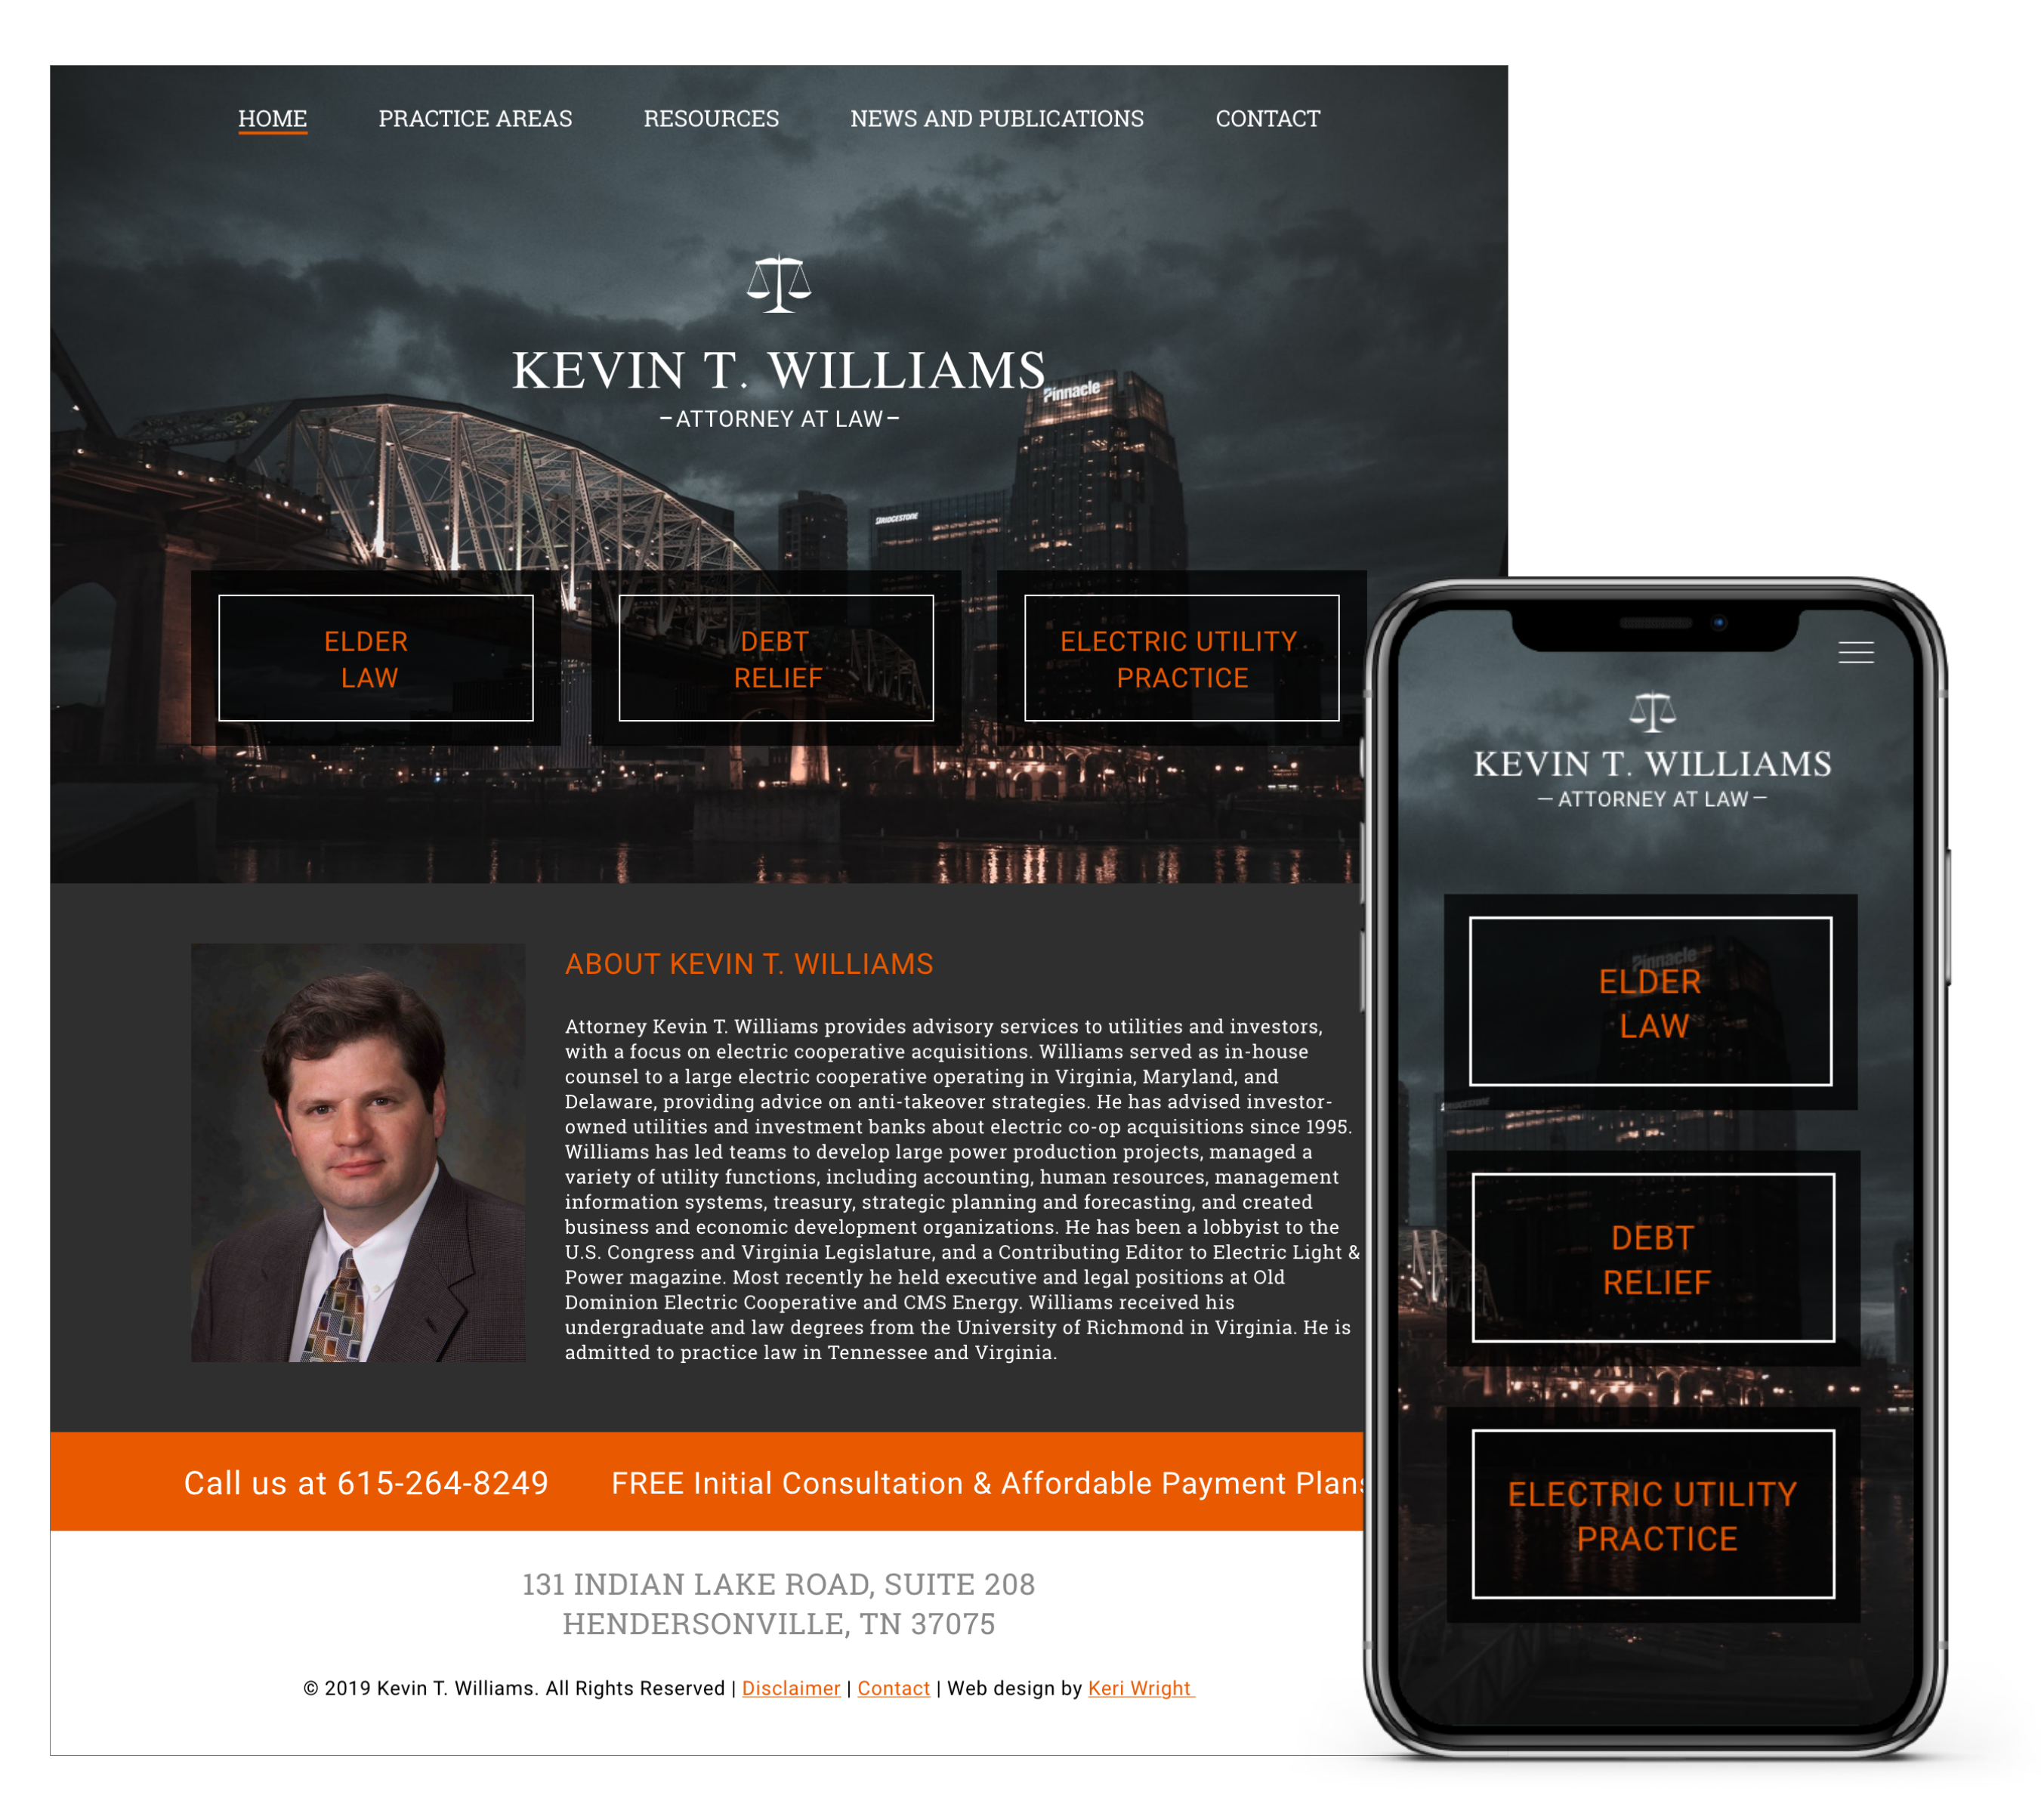 HOME PRACTICE AREAS RESOURCES NEWS AND PUBLICATIONS CONTACT
KEVIN T. WILLIAMS
–ATTORNEY AT LAW–
Pinnacle
BRIDGESTONE
ELDER
LAW
DEBT
RELIEF
ELECTRIC UTILITY
PRACTICE
ABOUT KEVIN T. WILLIAMS
Attorney Kevin T. Williams provides advisory services to utilities and investors,
with a focus on electric cooperative acquisitions. Williams served as in-house
counsel to a large electric cooperative operating in Virginia, Maryland, and
Delaware, providing advice on anti-takeover strategies. He has advised investor-
owned utilities and investment banks about electric co-op acquisitions since 1995.
Williams has led teams to develop large power production projects, managed a
variety of utility functions, including accounting, human resources, management
information systems, treasury, strategic planning and forecasting, and created
business and economic development organizations. He has been a lobbyist to the
U.S. Congress and Virginia Legislature, and a Contributing Editor to Electric Light &
Power magazine. Most recently he held executive and legal positions at Old
Dominion Electric Cooperative and CMS Energy. Williams received his
undergraduate and law degrees from the University of Richmond in Virginia. He is
admitted to practice law in Tennessee and Virginia.
Call us at 615-264-8249 FREE Initial Consultation & Affordable Payment Plans
131 INDIAN LAKE ROAD, SUITE 208
HENDERSONVILLE, TN 37075
© 2019 Kevin T. Williams. All Rights Reserved | Disclaimer | Contact | Web design by Keri Wright
KEVIN T. WILLIAMS
– ATTORNEY AT LAW –
Pinnacle
ELDER
LAW
BRIDGESTONE
DEBT
RELIEF
ELECTRIC UTILITY
PRACTICE